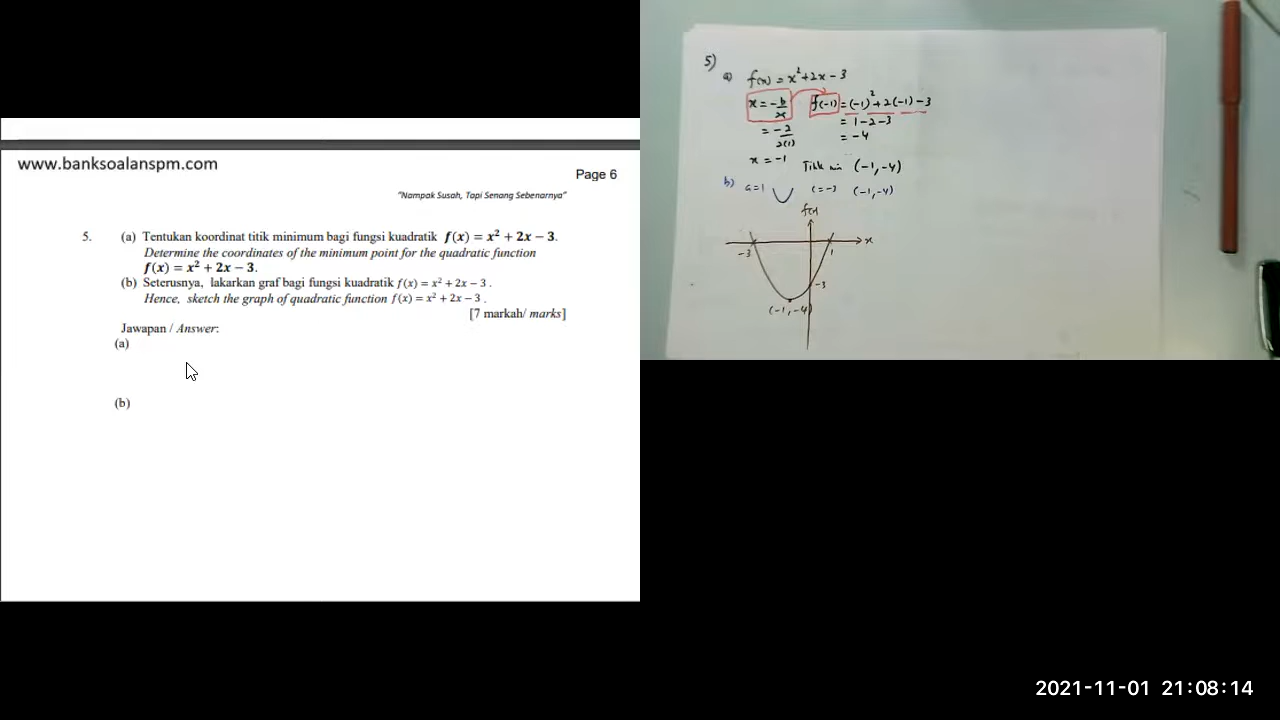 www.banksoalanspm.com
Page 6
"Nampak Susah, Tapi Senang Sebenarnya"
5. (a) Tentukan koordinat titik minimum bagi fungsi kuadratik f(x) = x² + 2x − 3.
Determine the coordinates of the minimum point for the quadratic function
f(x) = x² + 2x − 3.
(b) Seterusnya, lakarkan graf bagi fungsi kuadratik f(x) = x² + 2x − 3.
Hence, sketch the graph of quadratic function f(x) = x² + 2x − 3.
[7 markah/ marks]
Jawapan / Answer:
(a)
(b)
5)
a) f(x) = x² + 2x − 3
x = −b/2a f(−1) = (−1)² + 2(−1) − 3
= −2/2(1) = 1 − 2 − 3
= −4
x = −1 Titik min (−1, −4)
b) a=1 c=−3 (−1, −4)
f(x)
x
−3 1
−3
(−1, −4)
2021-11-01 21:08:14